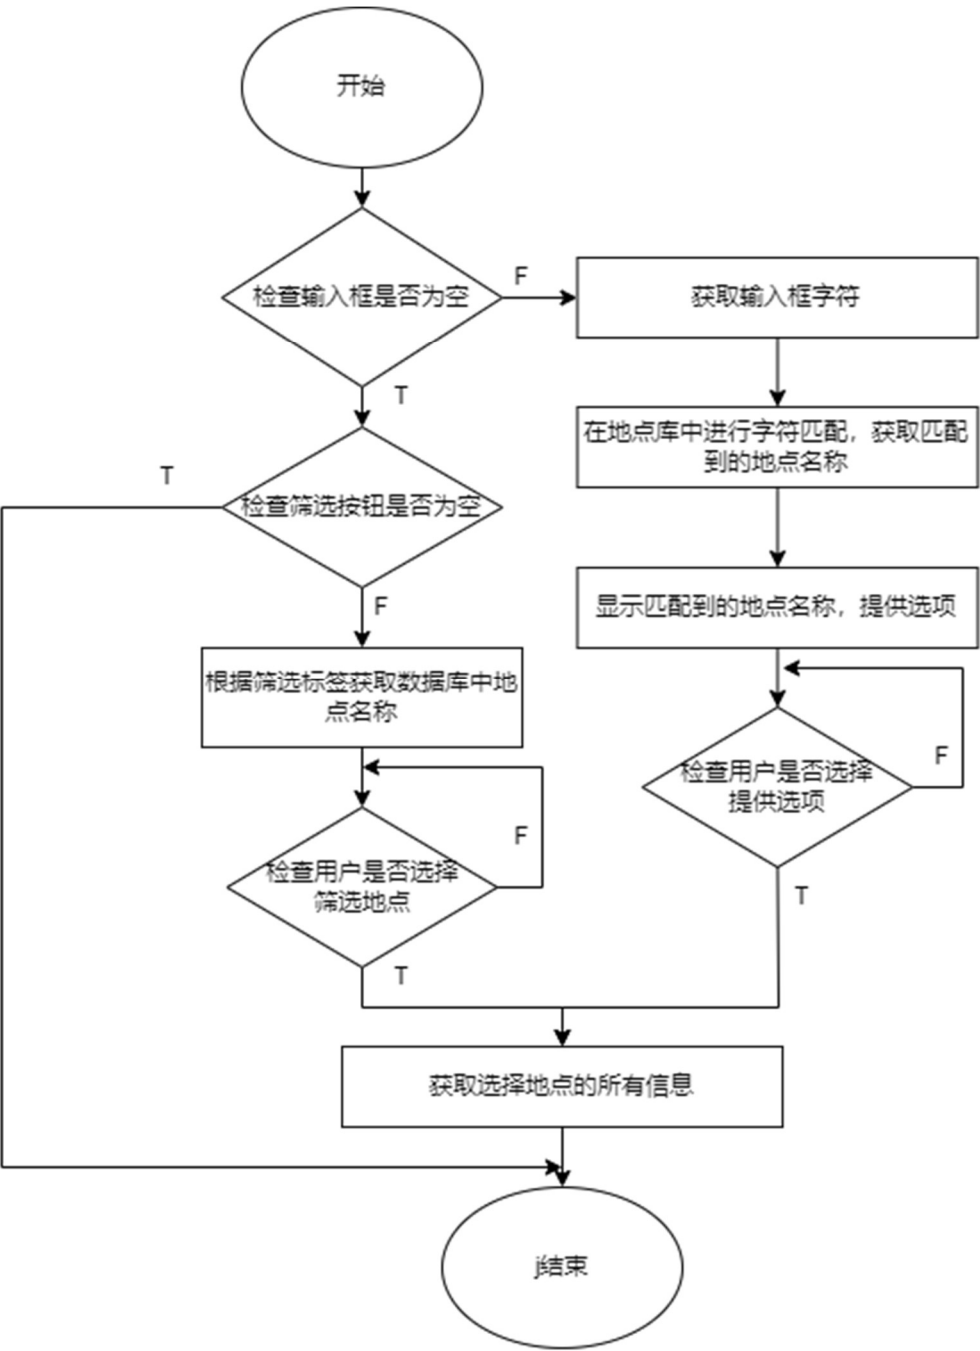 开始
检查输入框是否为空
F
获取输入框字符
T
在地点库中进行字符匹配，获取匹配
到的地点名称
T
检查筛选按钮是否为空
F
显示匹配到的地点名称，提供选项
根据筛选标签获取数据库中地
点名称
检查用户是否选择
提供选项
F
F
检查用户是否选择
筛选地点
T
T
获取选择地点的所有信息
j结束